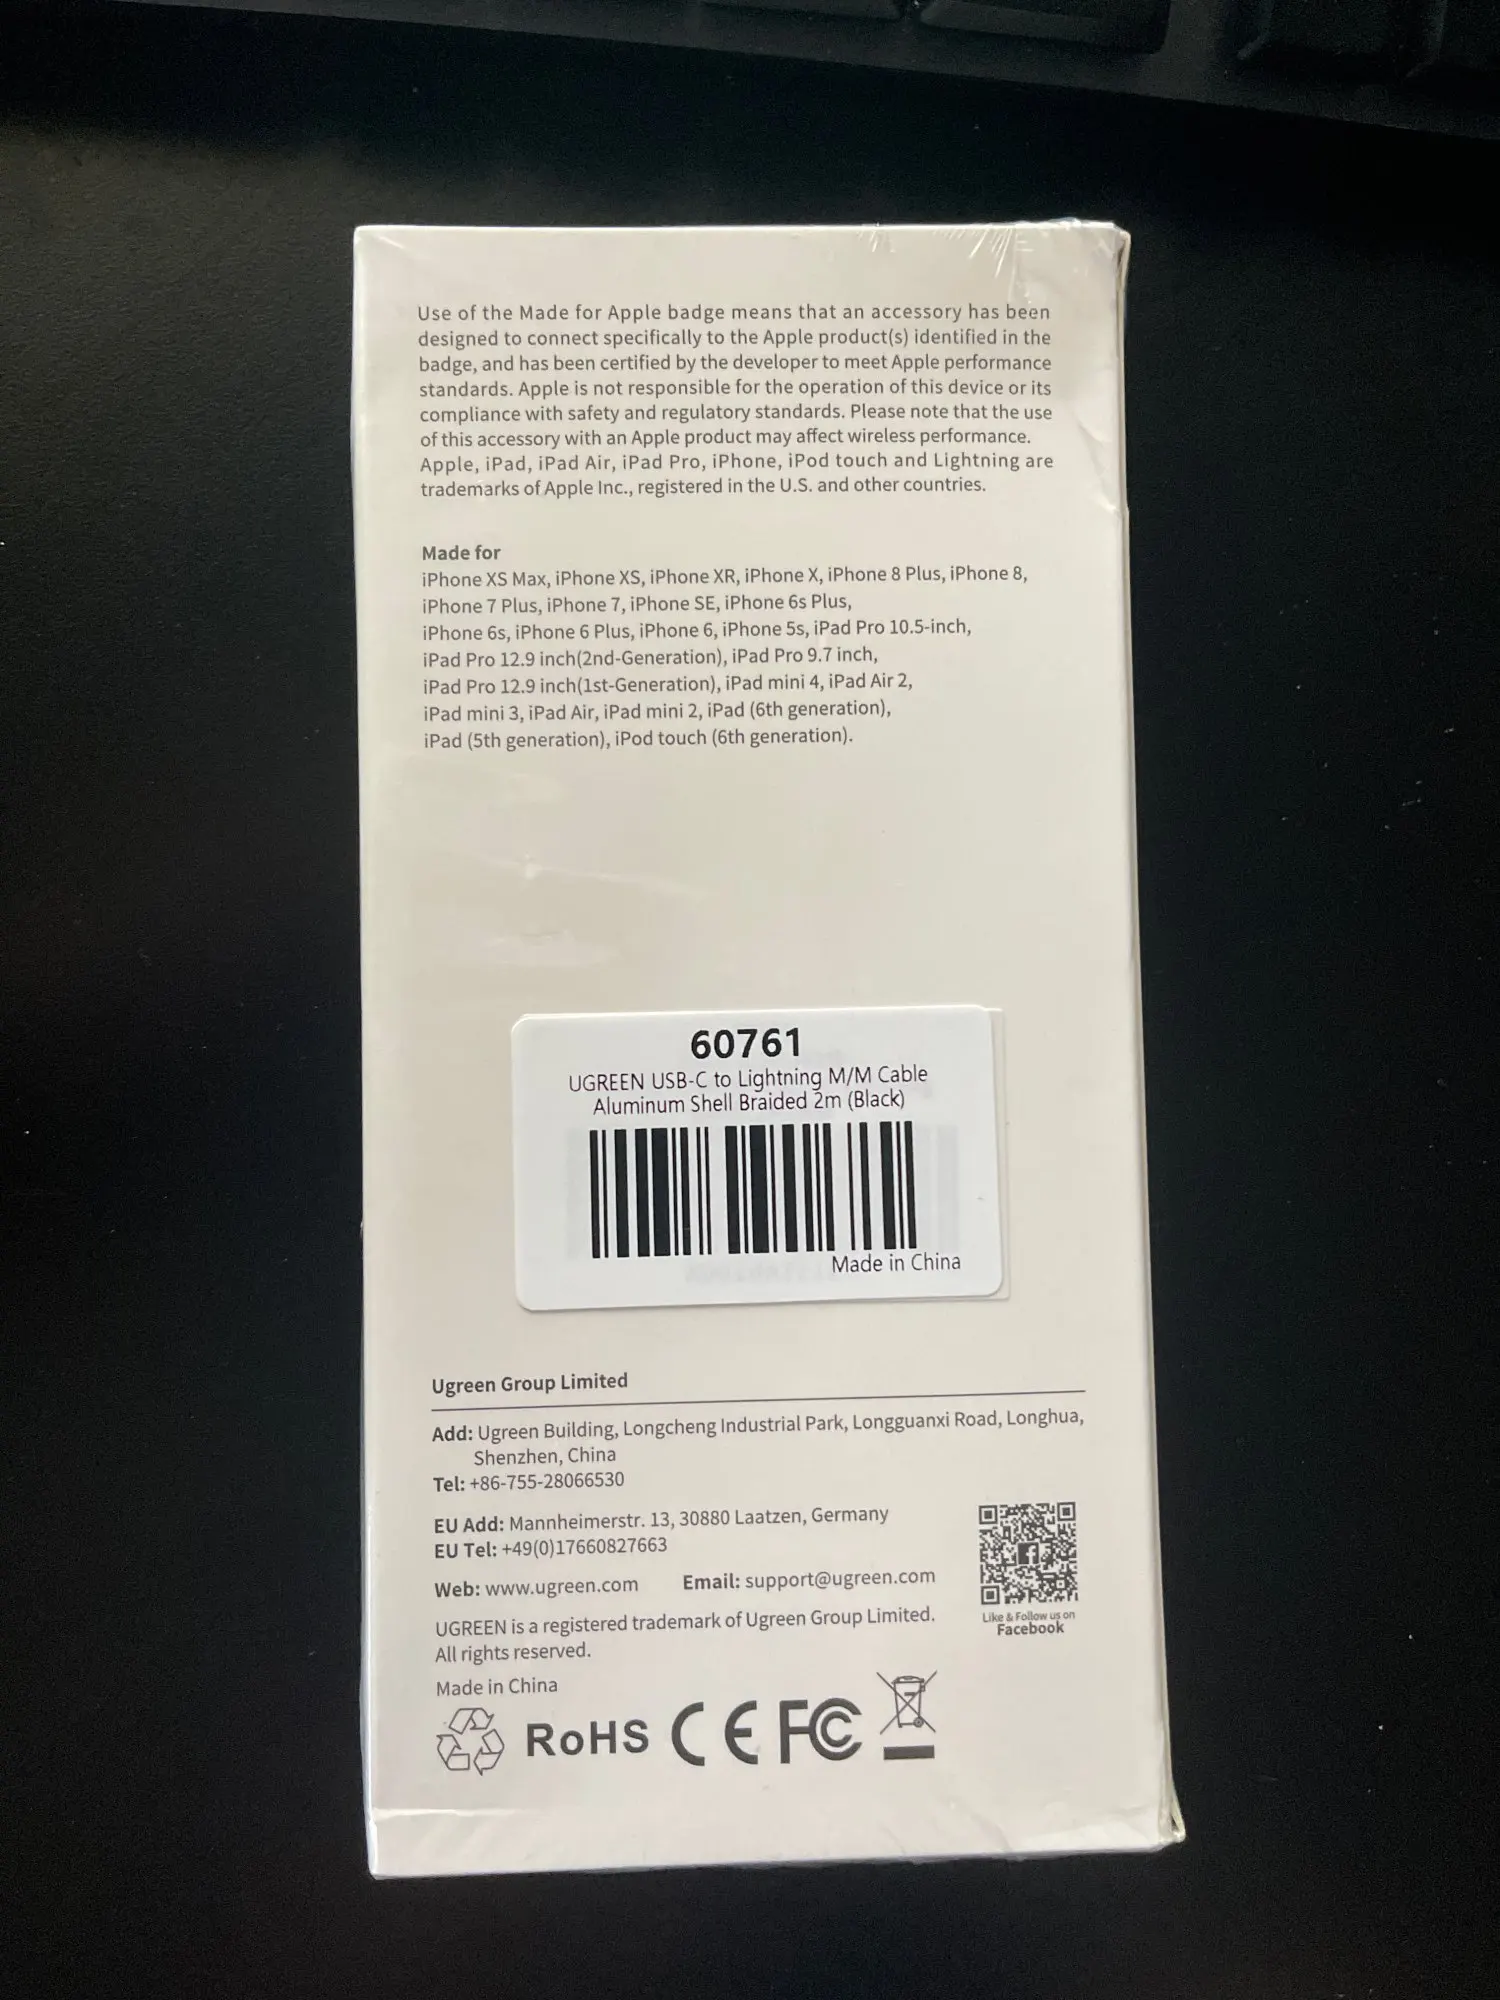 Use of the Made for Apple badge means that an accessory has been
designed to connect specifically to the Apple product(s) identified in the
badge, and has been certified by the developer to meet Apple performance
standards. Apple is not responsible for the operation of this device or its
compliance with safety and regulatory standards. Please note that the use
of this accessory with an Apple product may affect wireless performance.
Apple, iPad, iPad Air, iPad Pro, iPhone, iPod touch and Lightning are
trademarks of Apple Inc., registered in the U.S. and other countries.
Made for
iPhone XS Max, iPhone XS, iPhone XR, iPhone X, iPhone 8 Plus, iPhone 8,
iPhone 7 Plus, iPhone 7, iPhone SE, iPhone 6s Plus,
iPhone 6s, iPhone 6 Plus, iPhone 6, iPhone 5s, iPad Pro 10.5-inch,
iPad Pro 12.9 inch(2nd-Generation), iPad Pro 9.7 inch,
iPad Pro 12.9 inch(1st-Generation), iPad mini 4, iPad Air 2,
iPad mini 3, iPad Air, iPad mini 2, iPad (6th generation),
iPad (5th generation), iPod touch (6th generation).
60761
UGREEN USB-C to Lightning M/M Cable
Aluminum Shell Braided 2m (Black)
Made in China
Ugreen Group Limited
Add: Ugreen Building, Longcheng Industrial Park, Longguanxi Road, Longhua,
Shenzhen, China
Tel: +86-755-28066530
EU Add: Mannheimerstr. 13, 30880 Laatzen, Germany
EU Tel: +49(0)17660827663
Web: www.ugreen.com Email: support@ugreen.com
UGREEN is a registered trademark of Ugreen Group Limited.
All rights reserved.
Like & Follow us on
Facebook
Made in China
RoHS CE FC